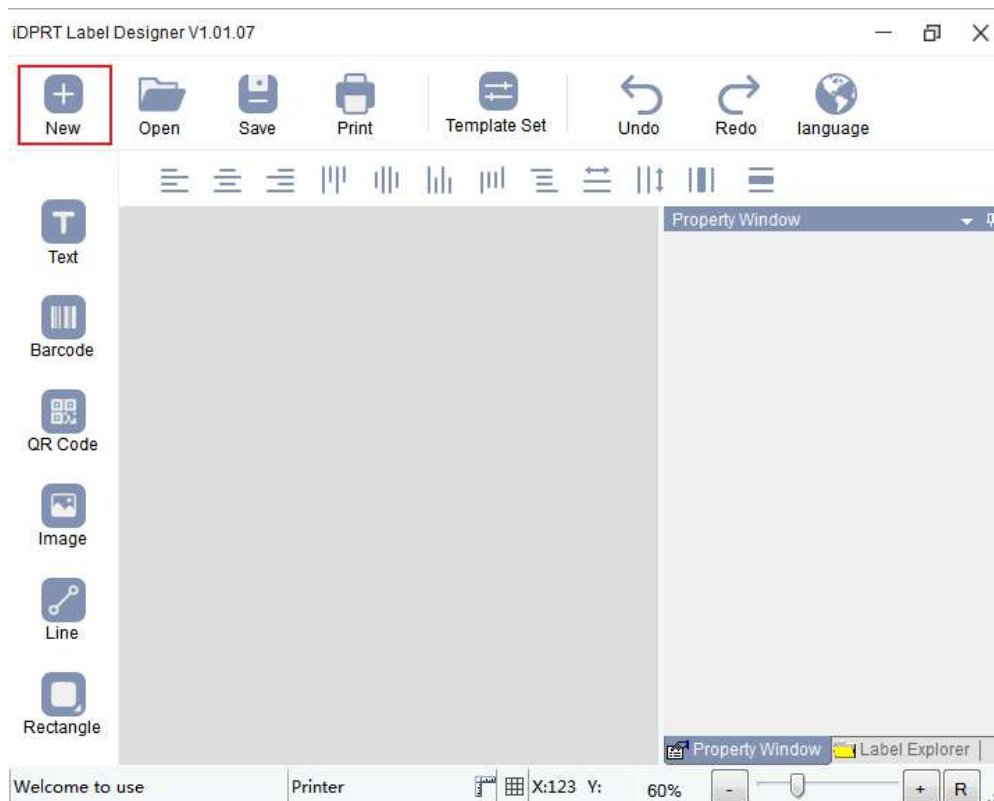 iDPRT Label Designer V1.01.07
New Open Save Print Template Set Undo Redo language
Property Window
Text
Barcode
QR Code
Image
Line
Rectangle
Property Window Label Explorer
Welcome to use Printer X:123 Y: 60% - + R